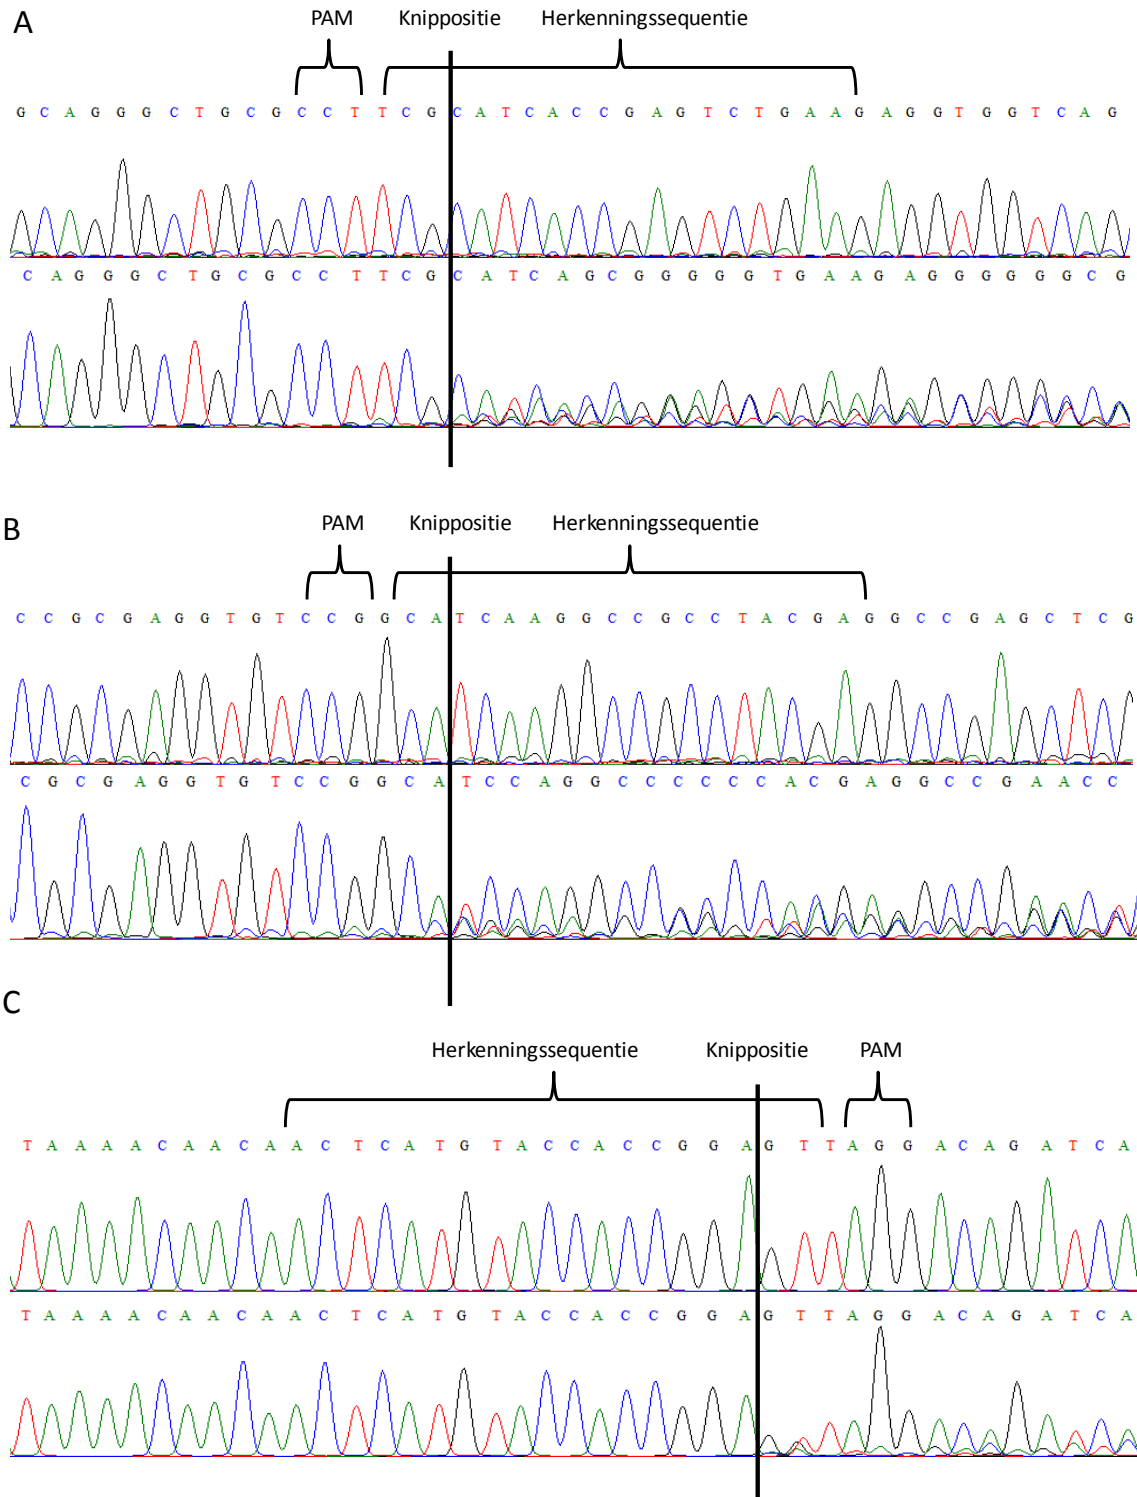 A
PAM Knippositie Herkenningssequentie
G C A G G G C T G C G C C T T C G C A T C A C C G A G T C T G A A G A G G T G G T C A G
C A G G G C T G C G C C T T C G C A T C A G C G G G G G T G A A G A G G G G G G C G
B
PAM Knippositie Herkenningssequentie
C C G C G A G G T G T C C G G C A T C A A G G C C G C C T A C G A G G C C G A G C T C G
C G C G A G G T G T C C G G C A T C C A G G C C C C C C A C G A G G C C G A A C C
C
Herkenningssequentie Knippositie PAM
T A A A A C A A C A A C T C A T G T A C C A C C G G A G T T A G G A C A G A T C A
T A A A A C A A C A A C T C A T G T A C C A C C G G A G T T A G G A C A G A T C A